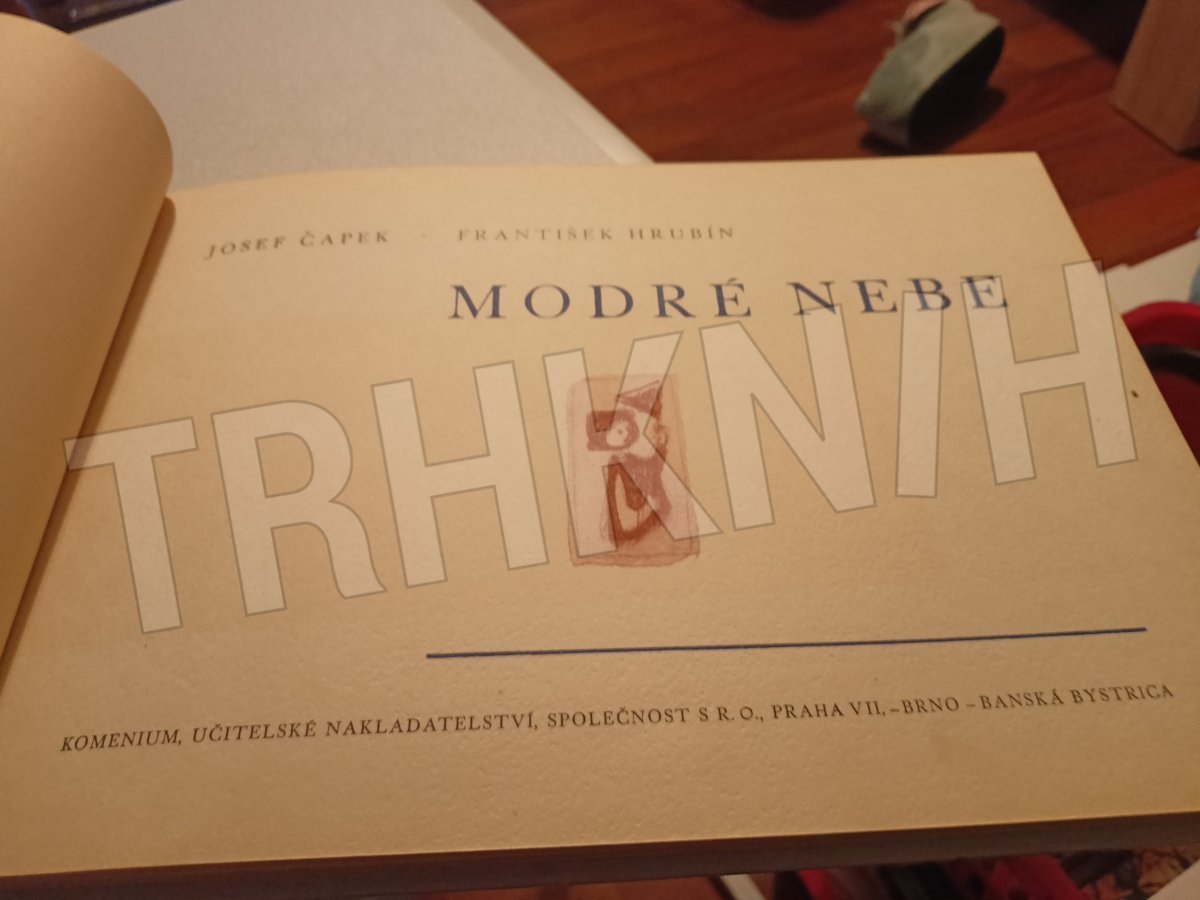 JOSEF ČAPEK · FRANTIŠEK HRUBÍN
MODRÉ NEBE
TRHKNIH
KOMENIUM, UČITELSKÉ NAKLADATELSTVÍ, SPOLEČNOST S R. O., PRAHA VII, – BRNO – BANSKÁ BYSTRICA